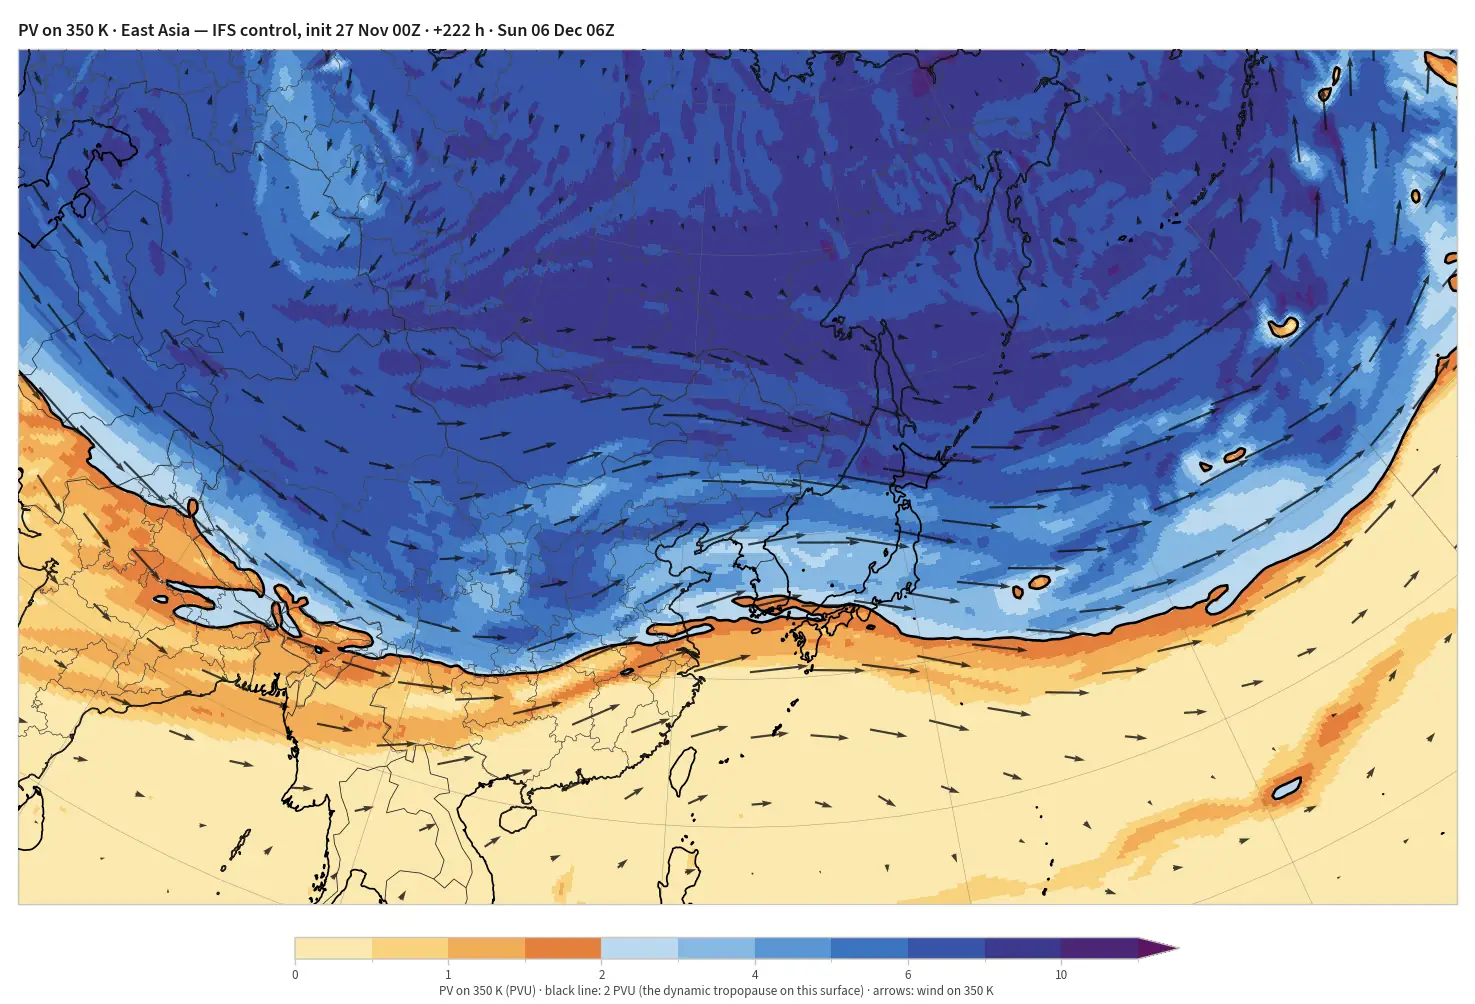 PV on 350 K · East Asia — IFS control, init 27 Nov 00Z · +222 h · Sun 06 Dec 06Z
0 1 2 4 6 10
PV on 350 K (PVU) · black line: 2 PVU (the dynamic tropopause on this surface) · arrows: wind on 350 K